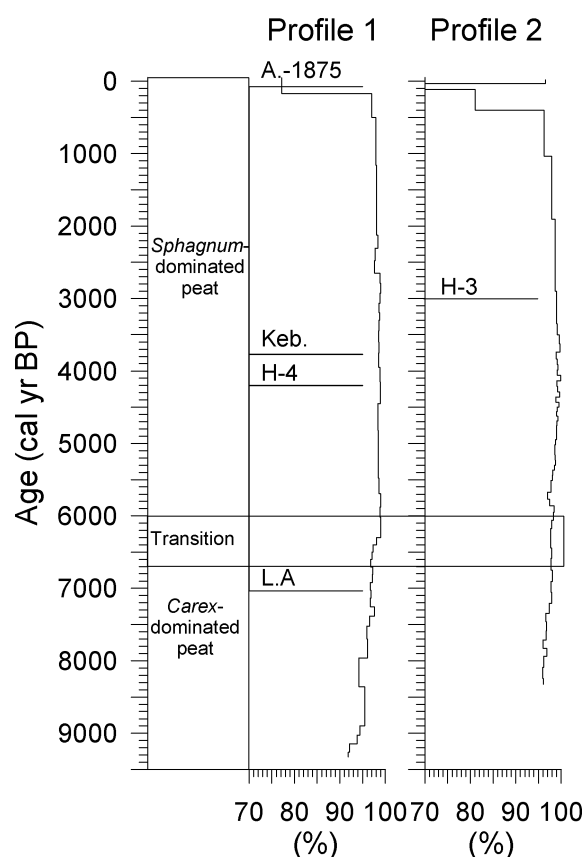 Profile 1
Profile 2
A.-1875
0
1000
2000
Sphagnum-
dominated
peat
H-3
3000
Keb.
H-4
4000
5000
6000
Transition
L.A
7000
Carex-
dominated
peat
8000
9000
Age (cal yr BP)
70 80 90 100
70 80 90 100
(%)
(%)